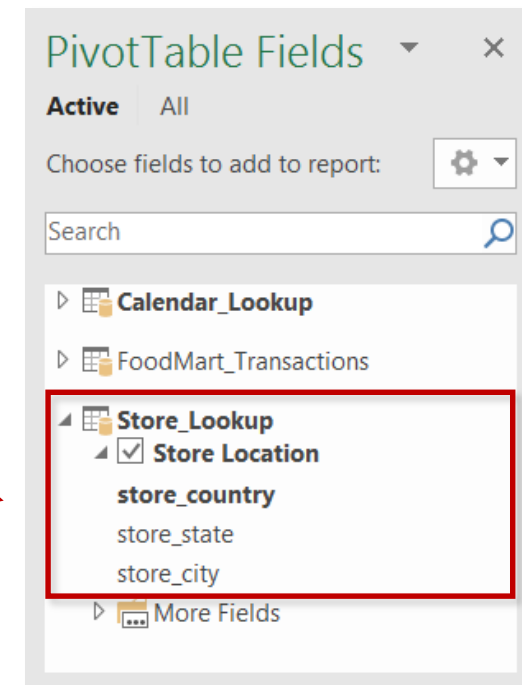 PivotTable Fields
Active All
Choose fields to add to report:
Search
Calendar_Lookup
FoodMart_Transactions
Store_Lookup
Store Location
store_country
store_state
store_city
More Fields